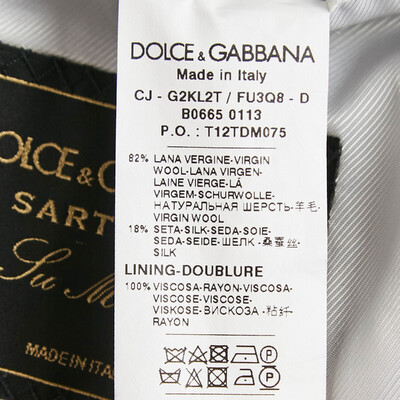 DOLCE & GABBANA
Made in Italy
CJ - G2KL2T / FU3Q8 - D
B0665 0113
P.O. : T12TDM075
82% LANA VERGINE-VIRGIN
WOOL-LANA VIRGEN-
LAINE VIERGE-LÁ
VIRGEM-SCHURWOLLE-
НАТУРАЛЬНАЯ ШЕРСТЬ-羊毛-
VIRGIN WOOL
18% SETA-SILK-SEDA-SOIE-
SEDA-SEIDE-ШЕЛК -桑蚕丝-
SILK
LINING-DOUBLURE
100% VISCOSA-RAYON-VISCOSA-
VISCOSE-VISCOSE-
VISKOSE-ВИСКОЗА -粘纤-
RAYON
P
P
OLCE & G
SART
Su M
MADE IN ITA